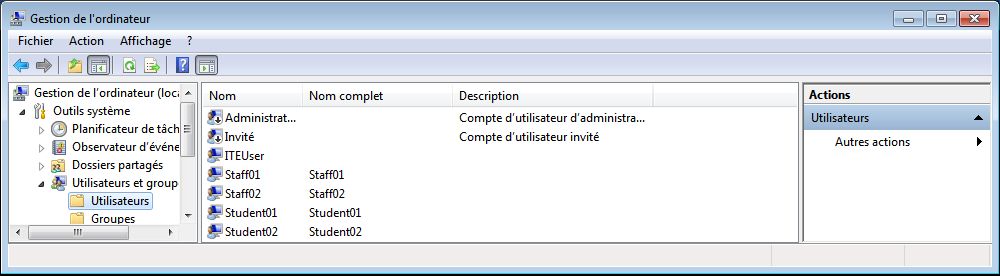 Gestion de l'ordinateur
Fichier Action Affichage ?
Gestion de l'ordinateur (loca
Outils système
Planificateur de tâch
Observateur d'événe
Dossiers partagés
Utilisateurs et groupe
Utilisateurs
Groupes
Nom Nom complet Description
Administrat... Compte d'utilisateur d'administra...
Invité Compte d'utilisateur invité
ITEUser
Staff01 Staff01
Staff02 Staff02
Student01 Student01
Student02 Student02
Actions
Utilisateurs
Autres actions